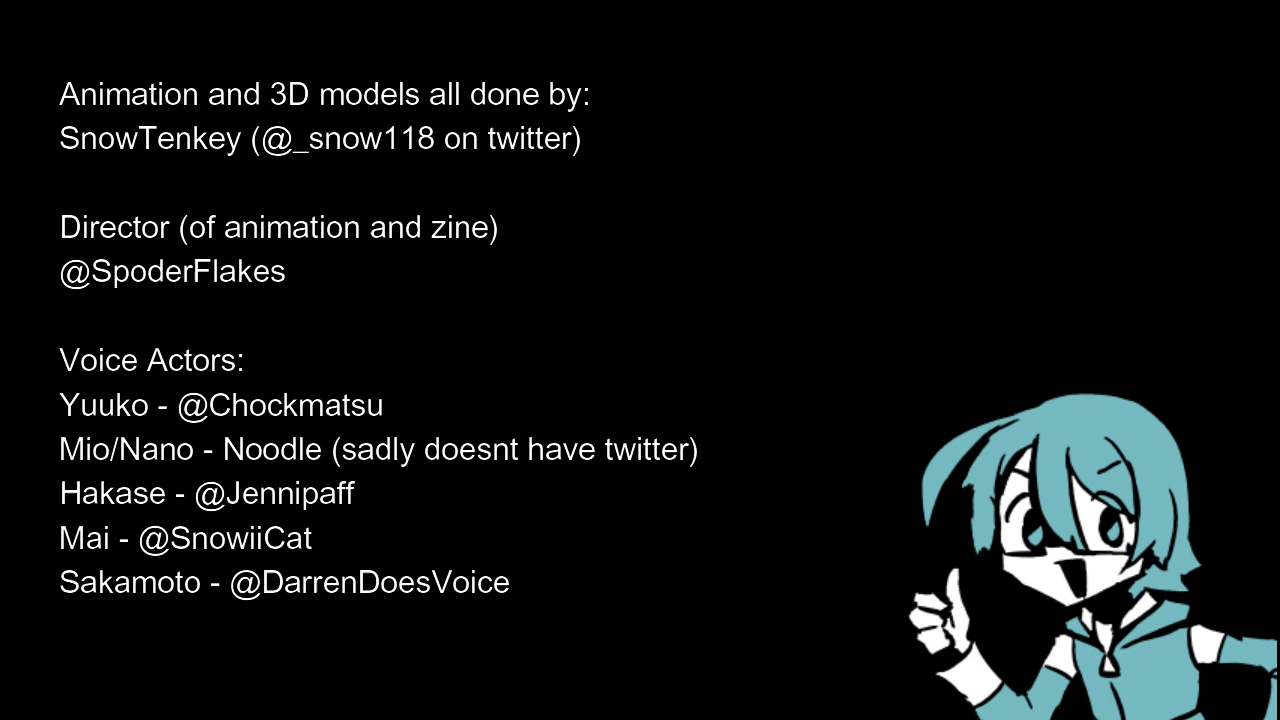 Animation and 3D models all done by:
SnowTenkey (@_snow118 on twitter)
Director (of animation and zine)
@SpoderFlakes
Voice Actors:
Yuuko - @Chockmatsu
Mio/Nano - Noodle (sadly doesnt have twitter)
Hakase - @Jennipaff
Mai - @SnowiiCat
Sakamoto - @DarrenDoesVoice